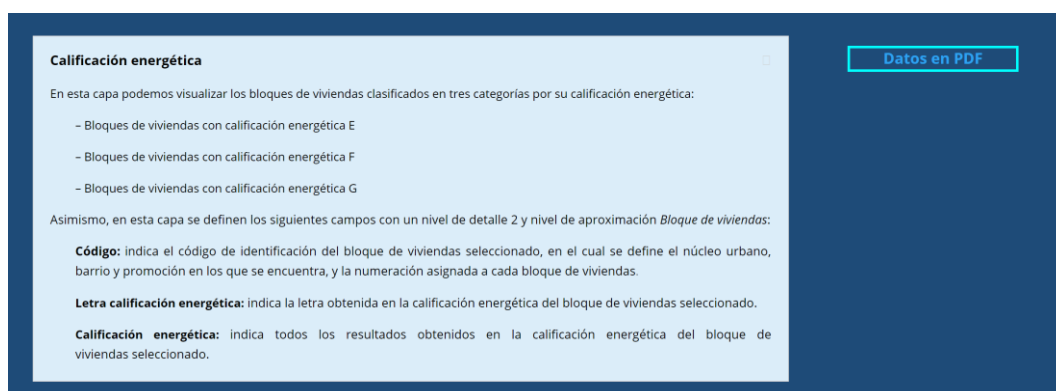 Calificación energética
Datos en PDF
En esta capa podemos visualizar los bloques de viviendas clasificados en tres categorías por su calificación energética:
– Bloques de viviendas con calificación energética E
– Bloques de viviendas con calificación energética F
– Bloques de viviendas con calificación energética G
Asimismo, en esta capa se definen los siguientes campos con un nivel de detalle 2 y nivel de aproximación Bloque de viviendas:
Código: indica el código de identificación del bloque de viviendas seleccionado, en el cual se define el núcleo urbano,
barrio y promoción en los que se encuentra, y la numeración asignada a cada bloque de viviendas.
Letra calificación energética: indica la letra obtenida en la calificación energética del bloque de viviendas seleccionado.
Calificación energética: indica todos los resultados obtenidos en la calificación energética del bloque de
viviendas seleccionado.